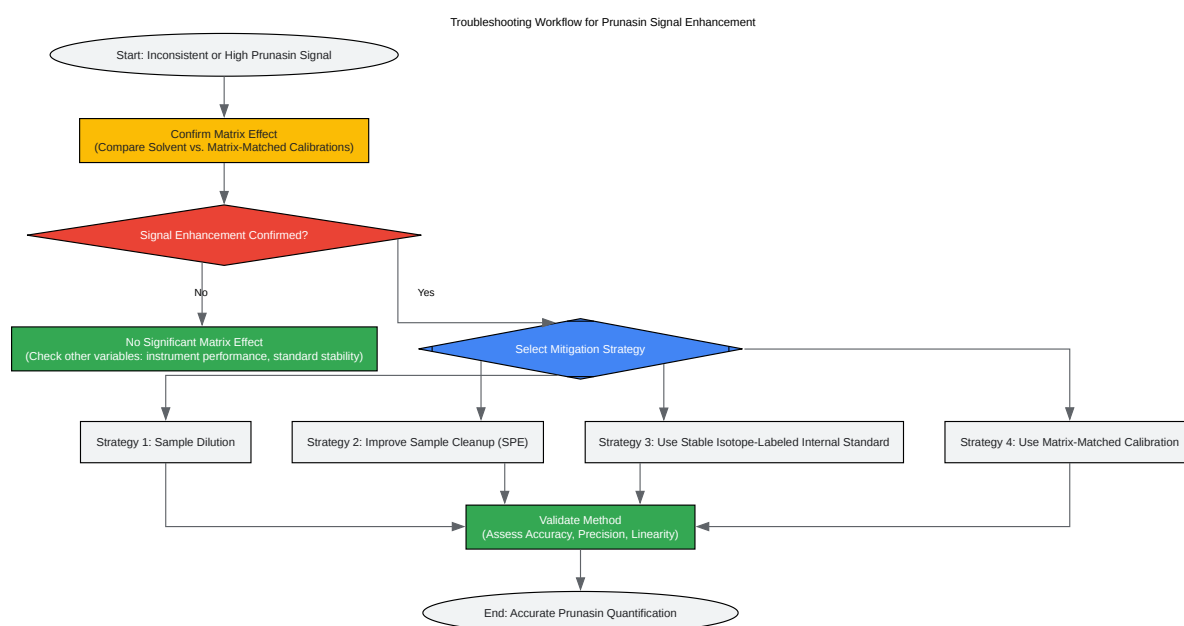 Troubleshooting Workflow for Prunasin Signal Enhancement
Start: Inconsistent or High Prunasin Signal
Confirm Matrix Effect
(Compare Solvent vs. Matrix-Matched Calibrations)
Signal Enhancement Confirmed?
No
Yes
No Significant Matrix Effect
(Check other variables: instrument performance, standard stability)
Select Mitigation Strategy
Strategy 1: Sample Dilution
Strategy 2: Improve Sample Cleanup (SPE)
Strategy 3: Use Stable Isotope-Labeled Internal Standard
Strategy 4: Use Matrix-Matched Calibration
Validate Method
(Assess Accuracy, Precision, Linearity)
End: Accurate Prunasin Quantification